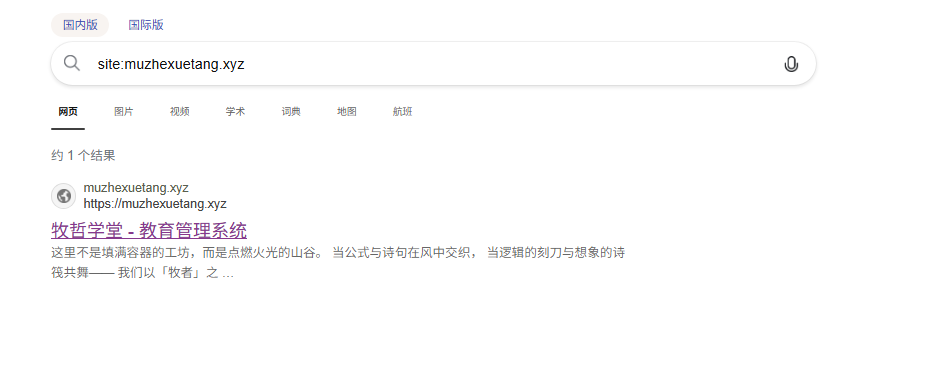 国内版 国际版
site:muzhexuetang.xyz
网页 图片 视频 学术 词典 地图 航班
约 1 个结果
muzhexuetang.xyz
https://muzhexuetang.xyz
牧哲学堂 - 教育管理系统
这里不是填满容器的工坊，而是点燃火光的山谷。 当公式与诗句在风中交织， 当逻辑的刻刀与想象的诗
筏共舞—— 我们以「牧者」之 …